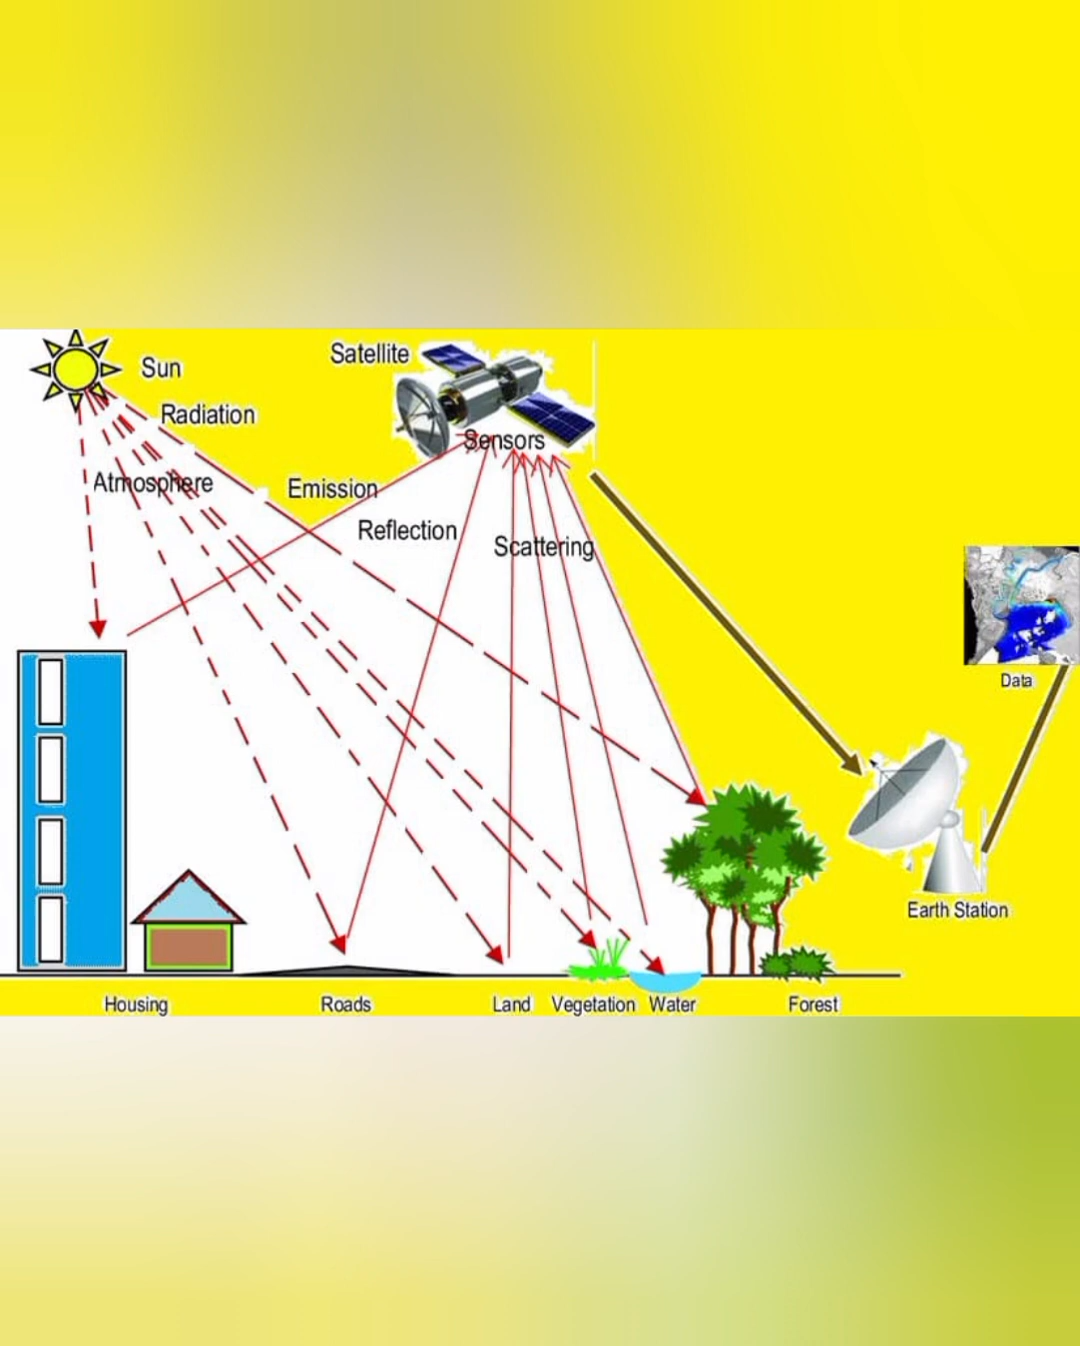 Satellite
Sun
Radiation
Sensors
Atmosphere
Emission
Reflection
Scattering
Data
Earth Station
Housing
Roads
Land
Vegetation
Water
Forest